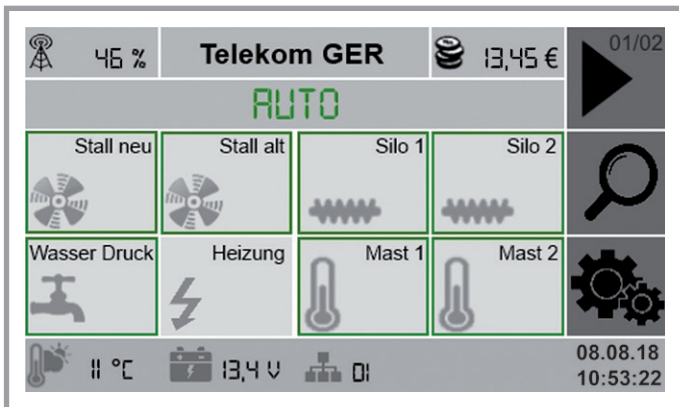 46 % Telekom GER 13,45 € 01/02
AUTO
Stall neu Stall alt Silo 1 Silo 2
Wasser Druck Heizung Mast 1 Mast 2
11 °C 13,4 V 01 08.08.18
10:53:22